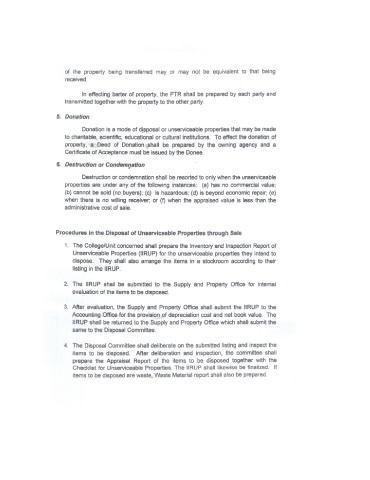 of the property being transferred may or may not be equivalent to that being
received.
In effecting barter of property, the PTR shall be prepared by each party and
transmitted together with the property to the other party.
5. Donation
Donation is a mode of disposal or unserviceable properties that may be made
to charitable, scientific, educational or cultural institutions. To effect the donation of
property, a Deed of Donation shall be prepared by the owning agency and a
Certificate of Acceptance must be issued by the Donee.
6. Destruction or Condemnation
Destruction or condemnation shall be resorted to only when the unserviceable
properties are under any of the following instances: (a) has no commercial value;
(b) cannot be sold (no buyers); (c) is hazardous; (d) is beyond economic repair; (e)
when there is no willing receiver; or (f) when the appraised value is less than the
administrative cost of sale.
Procedures in the Disposal of Unserviceable Properties through Sale
1. The College/Unit concerned shall prepare the Inventory and Inspection Report of
Unserviceable Properties (IIRUP) for the unserviceable properties they intend to
dispose. They shall also arrange the items in a stockroom according to their
listing in the IIRUP.
2. The IIRUP shall be submitted to the Supply and Property Office for internal
evaluation of the items to be disposed.
3. After evaluation, the Supply and Property Office shall submit the IIRUP to the
Accounting Office for the provision of depreciation cost and net book value. The
IIRUP shall be returned to the Supply and Property Office which shall submit the
same to the Disposal Committee.
4. The Disposal Committee shall deliberate on the submitted listing and inspect the
items to be disposed. After deliberation and inspection, the committee shall
prepare the Appraisal Report of the items to be disposed together with the
Checklist for Unserviceable Properties. The IIRUP shall likewise be finalized. If
items to be disposed are waste, Waste Material report shall also be prepared.